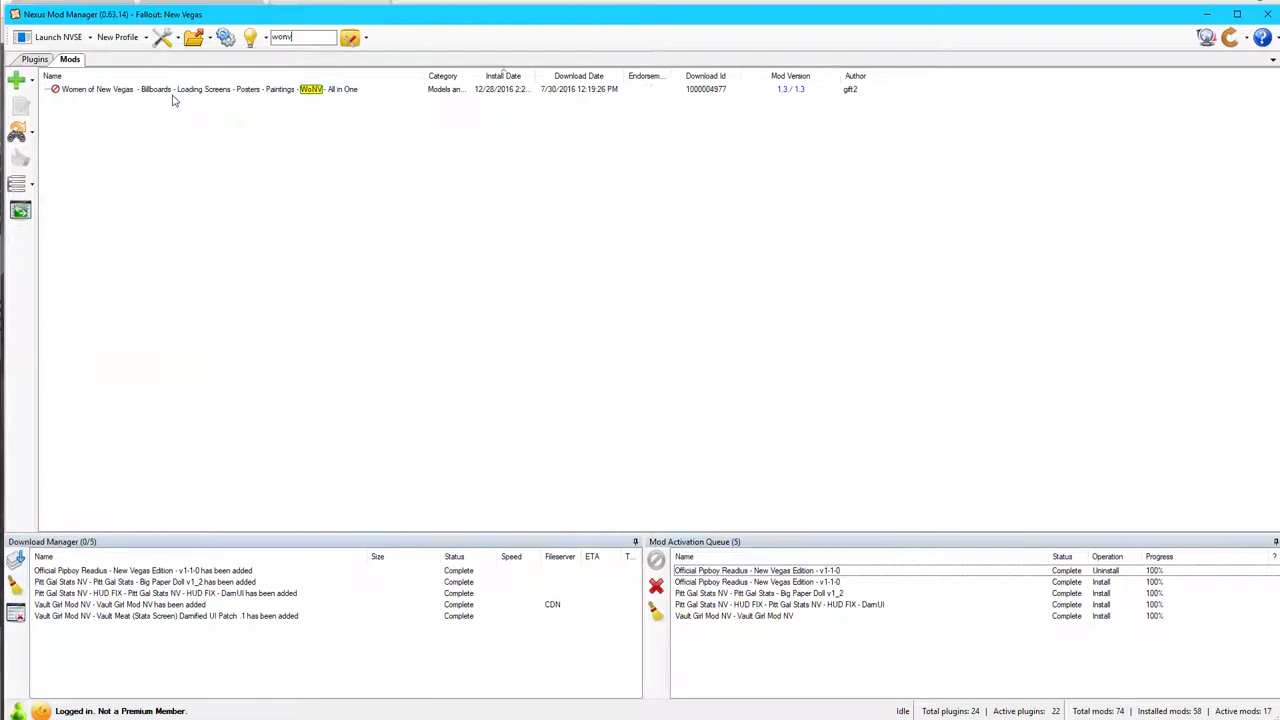 Nexus Mod Manager (0.63.14) - Fallout: New Vegas
Launch NVSE New Profile wonv
Plugins Mods
Name Category Install Date Download Date Endorsem... Download Id Mod Version Author
Women of New Vegas - Billboards - Loading Screens - Posters - Paintings - WoNV - All in One Models an... 12/28/2016 2:2... 7/30/2016 12:19:26 PM 1000004977 1.3 / 1.3 gift2
Download Manager (0/5)
Name Size Status Speed Fileserver ETA T...
Official Pipboy Readius - New Vegas Edition - v1-1-0 has been added Complete
Pitt Gal Stats NV - Pitt Gal Stats - Big Paper Doll v1_2 has been added Complete
Pitt Gal Stats NV - HUD FIX - Pitt Gal Stats NV - HUD FIX - DamUI has been added Complete
Vault Girl Mod NV - Vault Girl Mod NV has been added Complete CDN
Vault Girl Mod NV - Vault Meat (Stats Screen) Darnified UI Patch .1 has been added Complete
Mod Activation Queue (5)
Name Status Operation Progress ?
Official Pipboy Readius - New Vegas Edition - v1-1-0 Complete Uninstall 100%
Official Pipboy Readius - New Vegas Edition - v1-1-0 Complete Install 100%
Pitt Gal Stats NV - Pitt Gal Stats - Big Paper Doll v1_2 Complete Install 100%
Pitt Gal Stats NV - HUD FIX - Pitt Gal Stats NV - HUD FIX - DamUI Complete Install 100%
Vault Girl Mod NV - Vault Girl Mod NV Complete Install 100%
Logged in. Not a Premium Member. Idle Total plugins: 24 | Active plugins: 22 Total mods: 74 | Installed mods: 58 | Active mods: 17